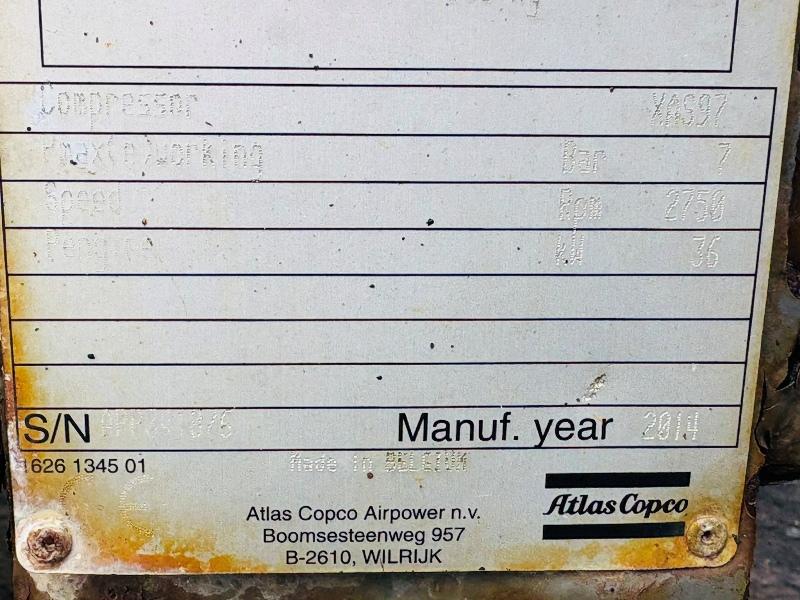 Compressor XAS97
Pmax(e)working Bar 7
Speed Rpm 2750
KW 36
S/N Manuf. year 2014
1626 1345 01 Made in BELGIUM
Atlas Copco Airpower n.v.
Boomsesteenweg 957
B-2610, WILRIJK
Atlas Copco